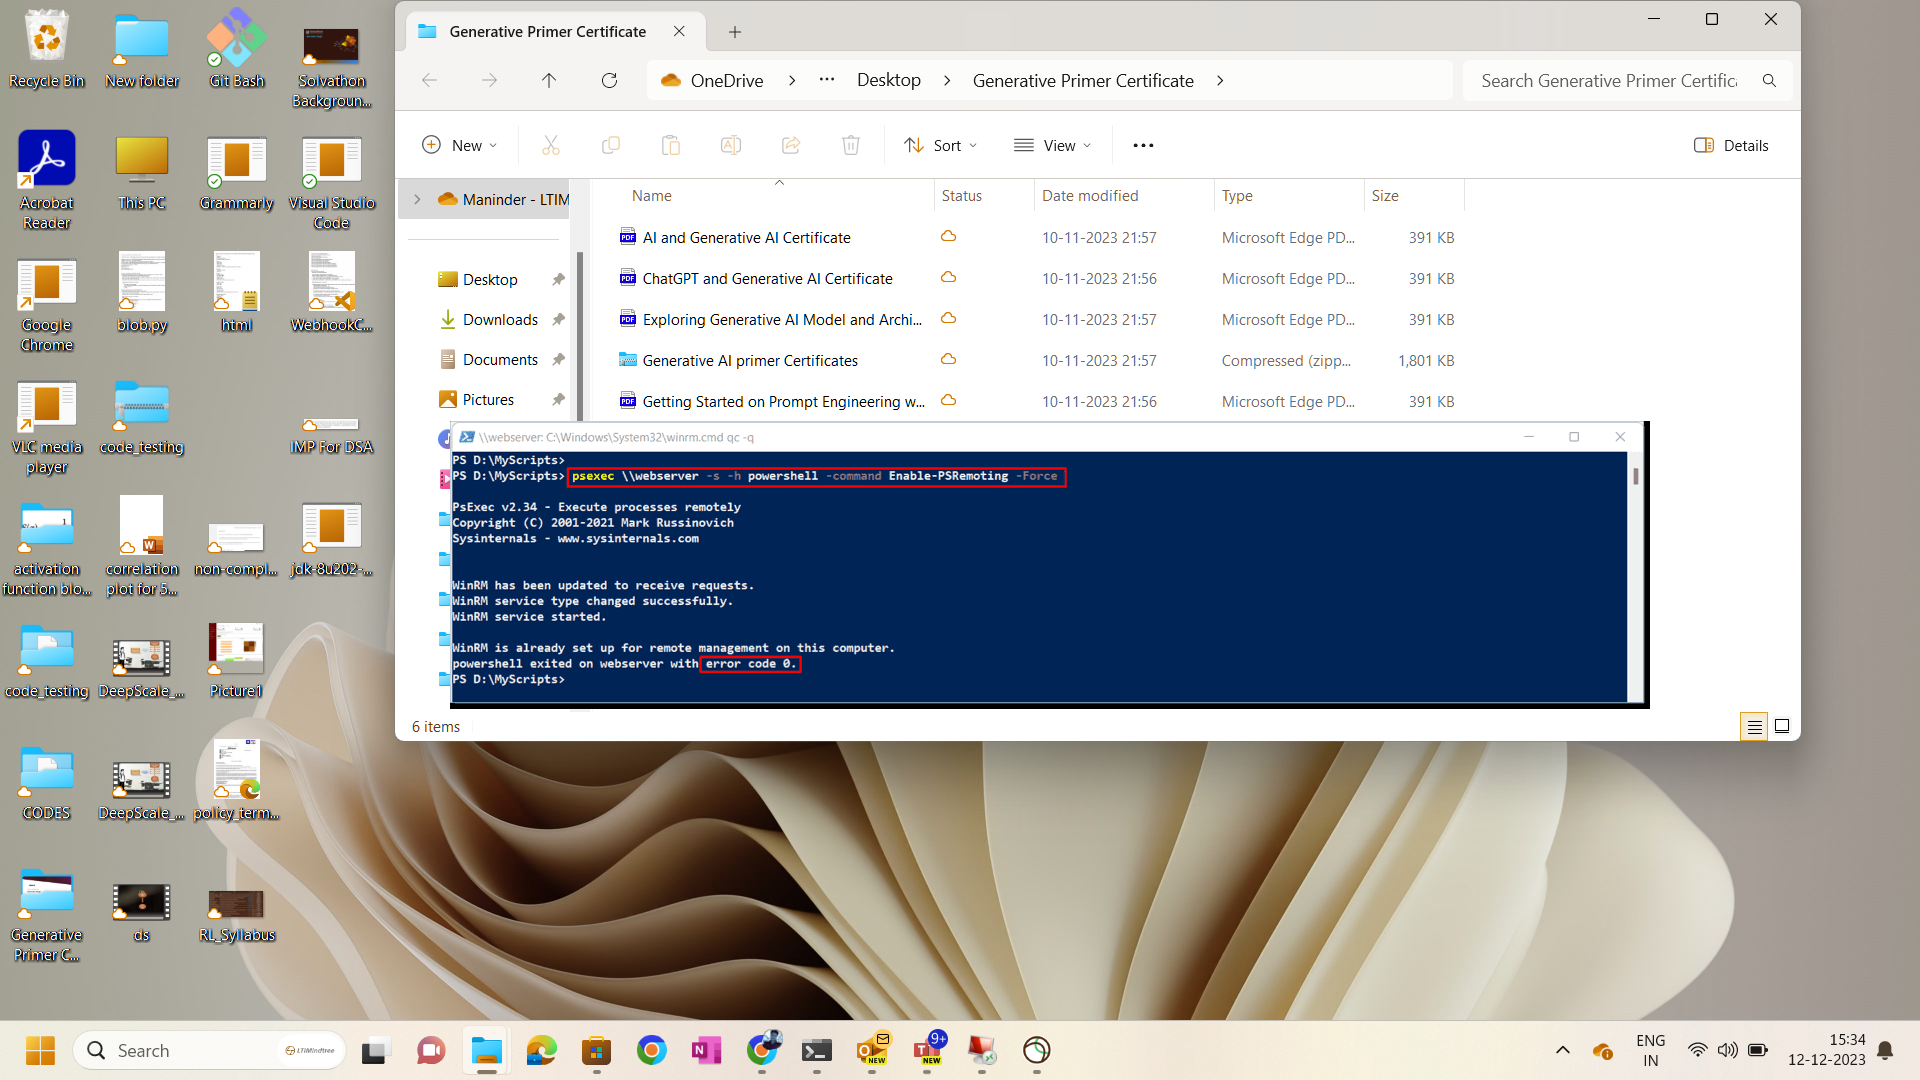 Generative Primer Certificate
OneDrive > ... Desktop > Generative Primer Certificate >
Search Generative Primer Certific
New
Sort
View
Details
Maninder - LTIM
Name
Status
Date modified
Type
Size
AI and Generative AI Certificate 10-11-2023 21:57 Microsoft Edge PD... 391 KB
ChatGPT and Generative AI Certificate 10-11-2023 21:56 Microsoft Edge PD... 391 KB
Exploring Generative AI Model and Archi... 10-11-2023 21:57 Microsoft Edge PD... 391 KB
Generative AI primer Certificates 10-11-2023 21:57 Compressed (zipp... 1,801 KB
Getting Started on Prompt Engineering w... 10-11-2023 21:56 Microsoft Edge PD... 391 KB
Desktop
Downloads
Documents
Pictures
\\webserver: C:\Windows\System32\winrm.cmd qc -q
PS D:\MyScripts>
PS D:\MyScripts> psexec \\webserver -s -h powershell -command Enable-PSRemoting -Force
PsExec v2.34 - Execute processes remotely
Copyright (C) 2001-2021 Mark Russinovich
Sysinternals - www.sysinternals.com
WinRM has been updated to receive requests.
WinRM service type changed successfully.
WinRM service started.
WinRM is already set up for remote management on this computer.
powershell exited on webserver with error code 0.
PS D:\MyScripts>
6 items
Recycle Bin
New folder
Git Bash
Solvathon
Backgroun...
Acrobat
Reader
This PC
Grammarly
Visual Studio
Code
Google
Chrome
blob.py
html
WebhookC...
VLC media
player
code_testing
IMP For DSA
activation
function blo...
correlation
plot for 5...
non-compl...
jdk-8u202-...
code_testing
DeepScale_...
Picture1
CODES
DeepScale_...
policy_term...
Generative
Primer C...
ds
RL_Syllabus
Search
LTIMindtree
NEW
9+
NEW
ENG
IN
15:34
12-12-2023